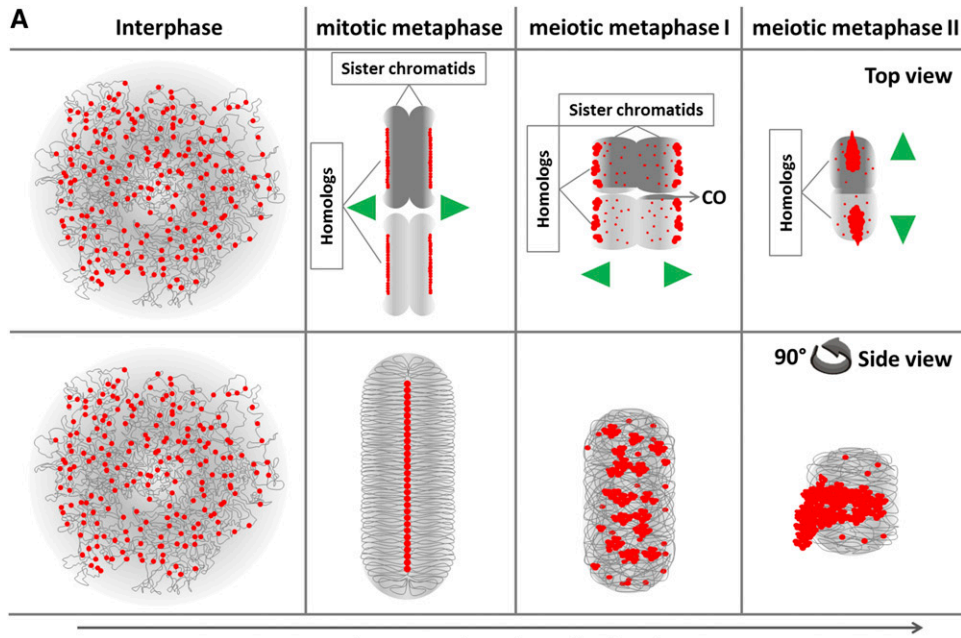 A
Interphase
mitotic metaphase
meiotic metaphase I
meiotic metaphase II
Sister chromatids
Homologs
Sister chromatids
Homologs
CO
Top view
Homologs
90° Side view